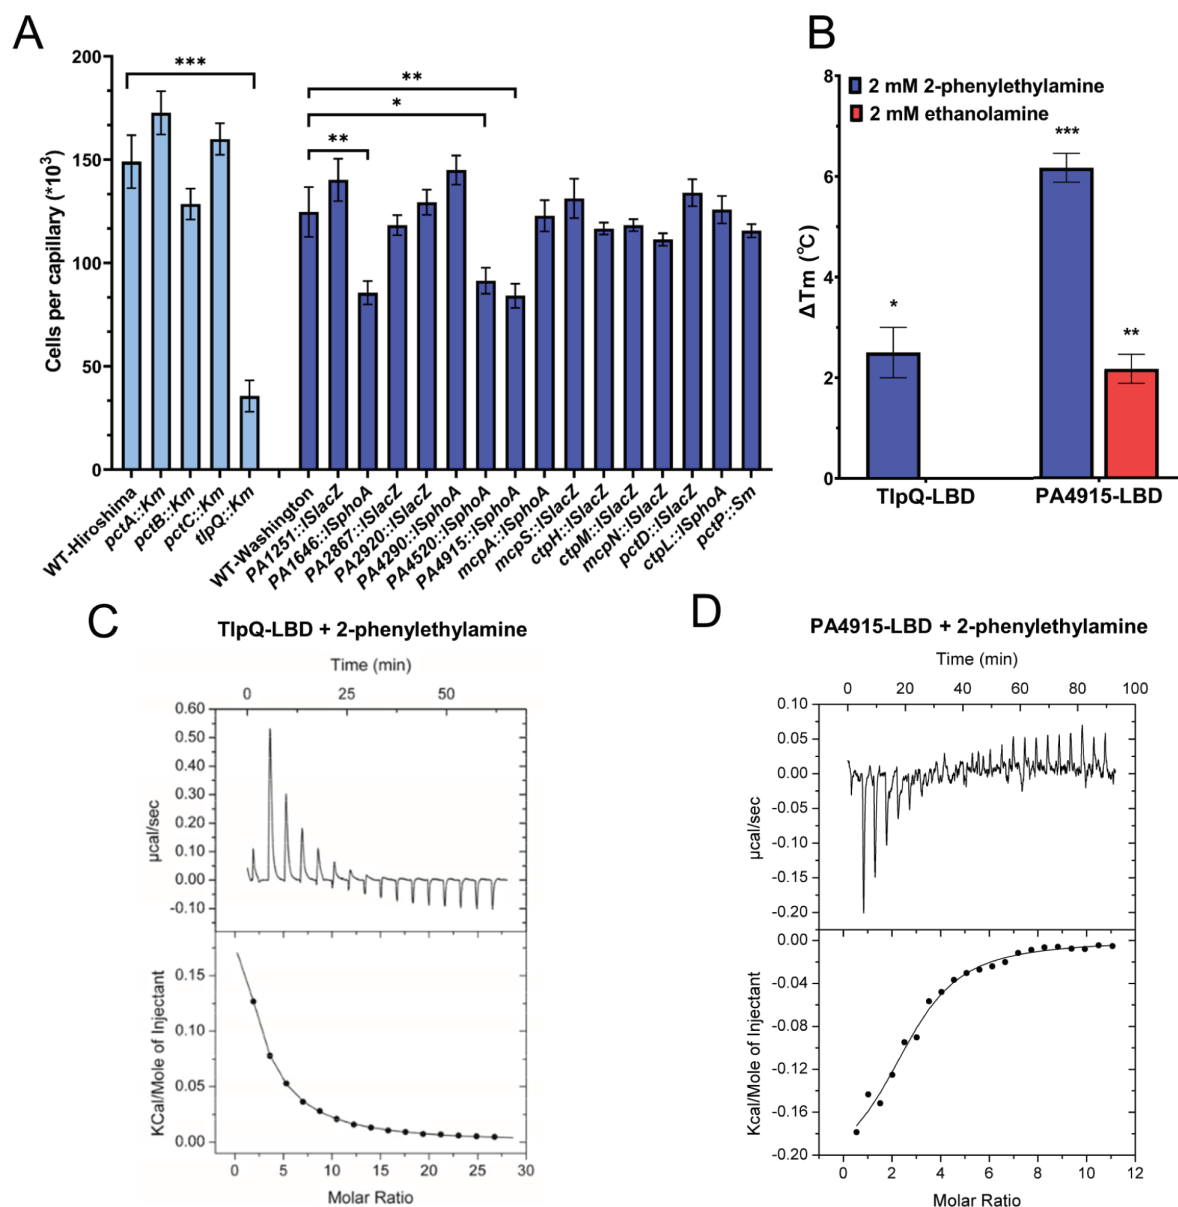 A
200
150
100
50
0
Cells per capillary (*10³)
***
**
*
**
WT-Hiroshima
pctA::Km
pctB::Km
pctC::Km
tlpQ::Km
WT-Washington
PA1251::ISlacZ
PA1646::ISphoA
PA2867::ISlacZ
PA2920::ISlacZ
PA4290::ISphoA
PA4520::ISphoA
PA4915::ISphoA
mcpA::ISphoA
mcpS::ISlacZ
ctpH::ISlacZ
ctpM::ISlacZ
mcpN::ISlacZ
pctD::ISlacZ
ctpL::ISphoA
pctP::Sm
B
8
6
4
2
0
ΔTm (℃)
2 mM 2-phenylethylamine
2 mM ethanolamine
*
***
**
TlpQ-LBD
PA4915-LBD
C
TlpQ-LBD + 2-phenylethylamine
Time (min)
0 25 50
0.60
0.50
0.40
0.30
0.20
0.10
0.00
-0.10
µcal/sec
0.15
0.10
0.05
0.00
KCal/Mole of Injectant
0 5 10 15 20 25 30
Molar Ratio
D
PA4915-LBD + 2-phenylethylamine
Time (min)
0 20 40 60 80 100
0.10
0.05
0.00
-0.05
-0.10
-0.15
-0.20
µcal/sec
0.00
-0.04
-0.08
-0.12
-0.16
-0.20
Kcal/Mole of Injectant
0 2 4 6 8 10 12
Molar Ratio